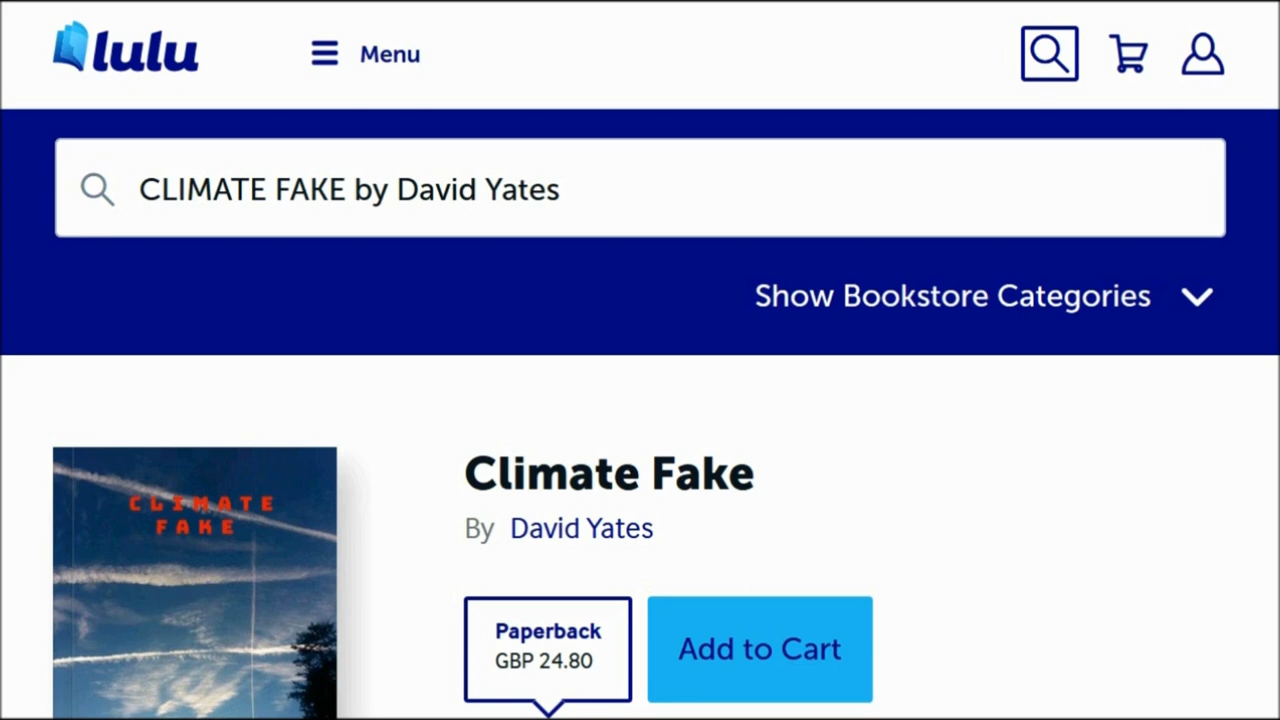 lulu
Menu
CLIMATE FAKE by David Yates
Show Bookstore Categories
CLIMATE
FAKE
Climate Fake
By David Yates
Paperback
GBP 24.80
Add to Cart